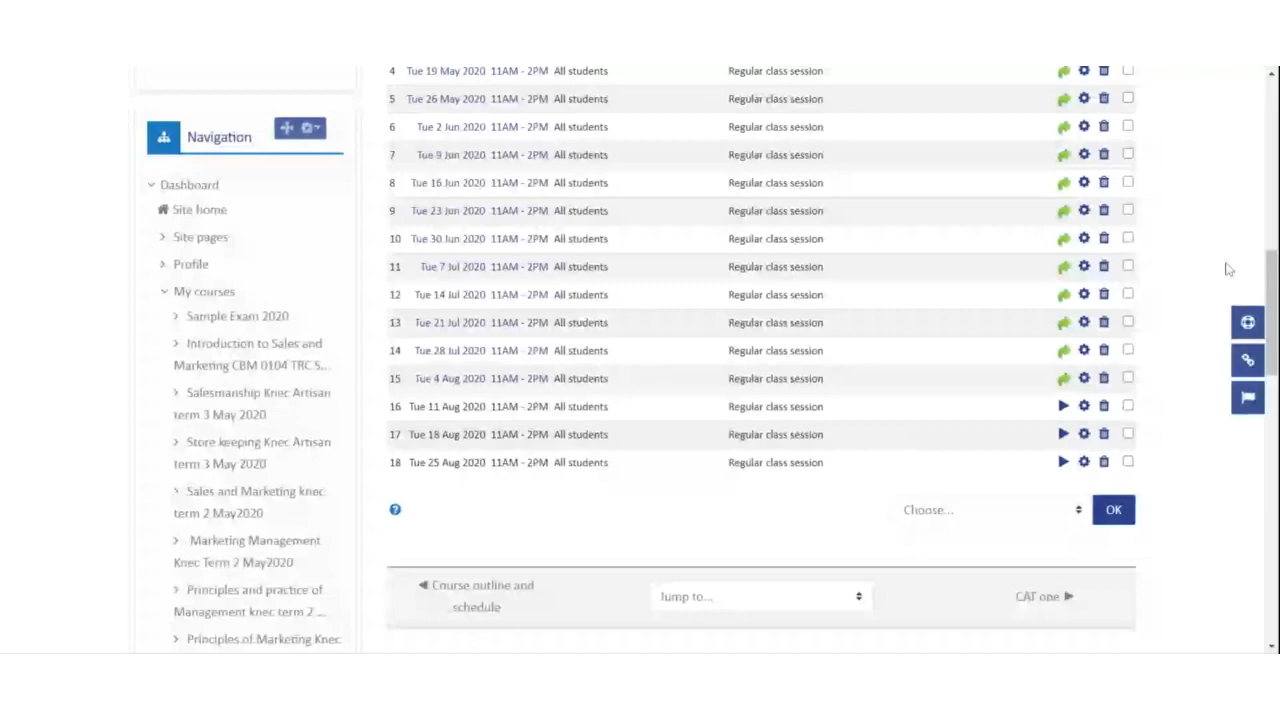 4 Tue 19 May 2020 11AM - 2PM All students Regular class session
5 Tue 26 May 2020 11AM - 2PM All students Regular class session
6 Tue 2 Jun 2020 11AM - 2PM All students Regular class session
7 Tue 9 Jun 2020 11AM - 2PM All students Regular class session
8 Tue 16 Jun 2020 11AM - 2PM All students Regular class session
9 Tue 23 Jun 2020 11AM - 2PM All students Regular class session
10 Tue 30 Jun 2020 11AM - 2PM All students Regular class session
11 Tue 7 Jul 2020 11AM - 2PM All students Regular class session
12 Tue 14 Jul 2020 11AM - 2PM All students Regular class session
13 Tue 21 Jul 2020 11AM - 2PM All students Regular class session
14 Tue 28 Jul 2020 11AM - 2PM All students Regular class session
15 Tue 4 Aug 2020 11AM - 2PM All students Regular class session
16 Tue 11 Aug 2020 11AM - 2PM All students Regular class session
17 Tue 18 Aug 2020 11AM - 2PM All students Regular class session
18 Tue 25 Aug 2020 11AM - 2PM All students Regular class session
Choose... OK
Course outline and
schedule
Jump to...
CAT one
Navigation
Dashboard
Site home
Site pages
Profile
My courses
Sample Exam 2020
Introduction to Sales and
Marketing CBM 0104 TRC S...
Salesmanship Knec Artisan
term 3 May 2020
Store keeping Knec Artisan
term 3 May 2020
Sales and Marketing knec
term 2 May2020
Marketing Management
Knec Term 2 May2020
Principles and practice of
Management knec term 2 ...
Principles of Marketing Knec